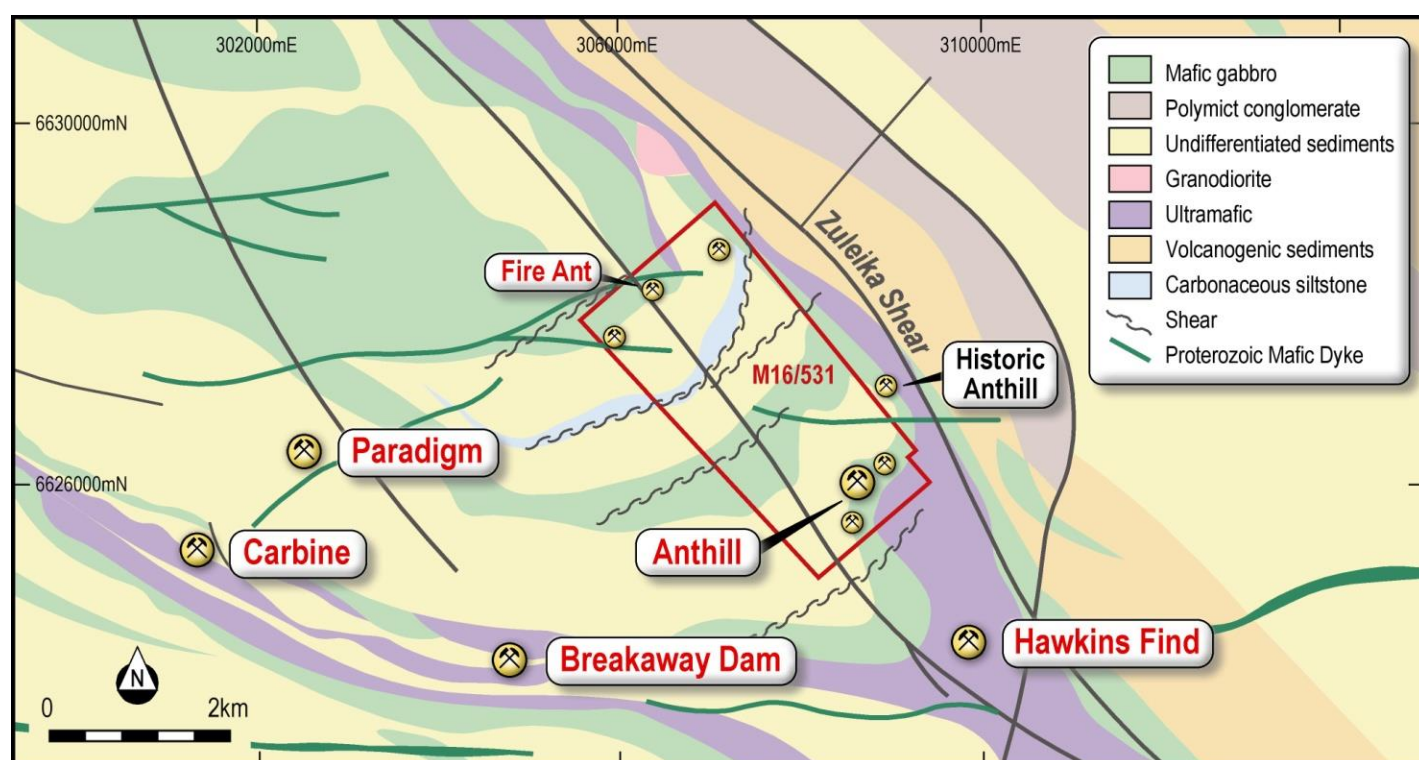 302000mE
306000mE
310000mE
6630000mN
6626000mN
Mafic gabbro
Polymict conglomerate
Undifferentiated sediments
Granodiorite
Ultramafic
Volcanogenic sediments
Carbonaceous siltstone
Shear
Proterozoic Mafic Dyke
Zuleika Shear
Fire Ant
M16/531
Historic
Anthill
Paradigm
Carbine
Anthill
Breakaway Dam
Hawkins Find
N
0
2km